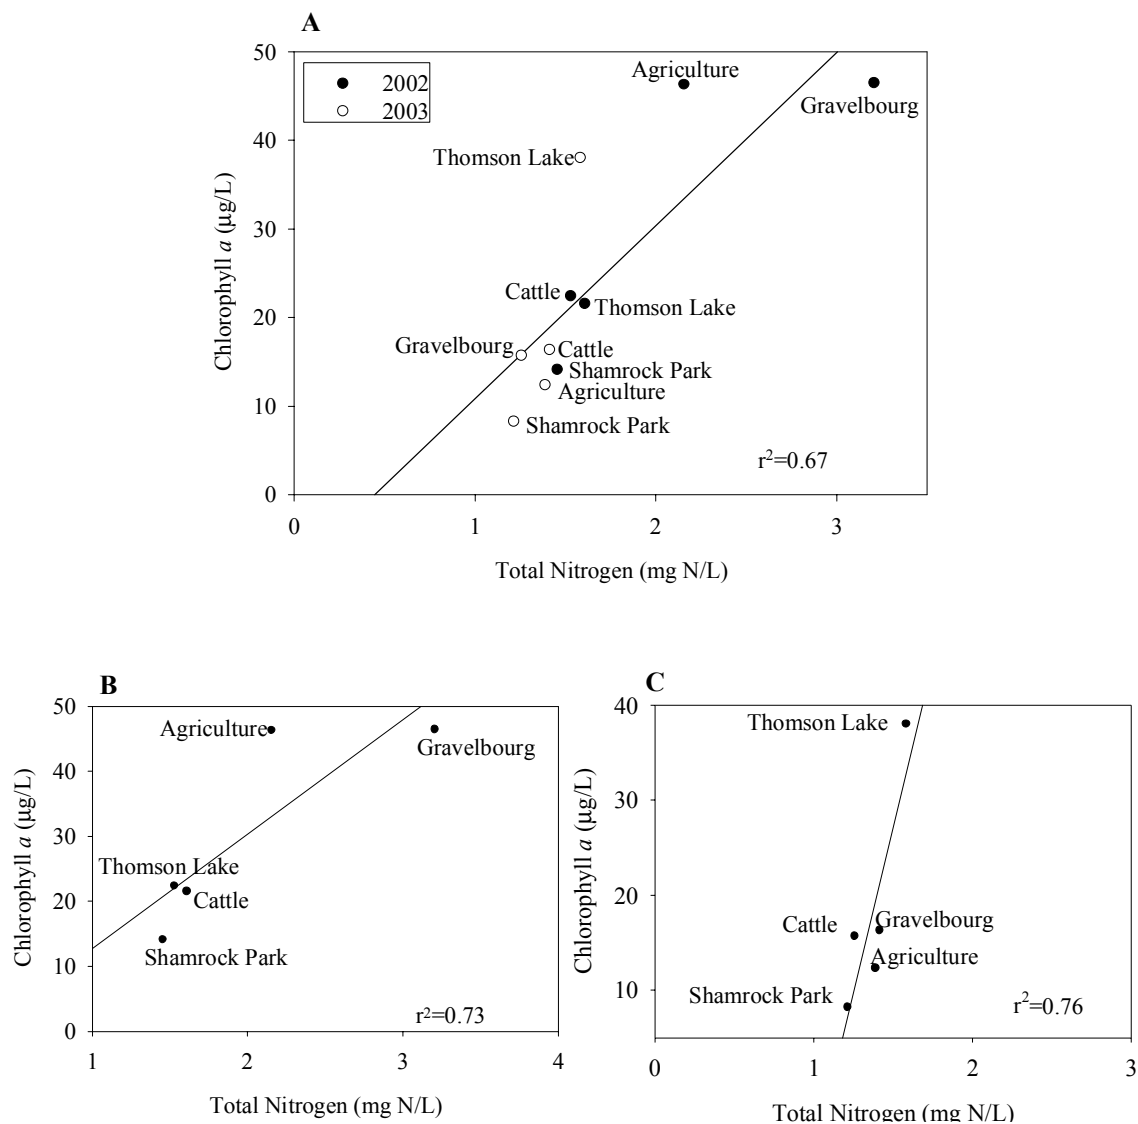 A
50
40
30
20
10
0
Chlorophyll a (µg/L)
2002
2003
Agriculture
Gravelbourg
Thomson Lake
Cattle
Thomson Lake
Gravelbourg
Cattle
Shamrock Park
Agriculture
Shamrock Park
r²=0.67
0 1 2 3
Total Nitrogen (mg N/L)
B
50
40
30
20
10
0
Chlorophyll a (µg/L)
Agriculture
Gravelbourg
Thomson Lake
Cattle
Shamrock Park
r²=0.73
1 2 3 4
Total Nitrogen (mg N/L)
C
40
30
20
10
Chlorophyll a (µg/L)
Thomson Lake
Cattle
Gravelbourg
Agriculture
Shamrock Park
r²=0.76
0 1 2 3
Total Nitrogen (mg N/L)